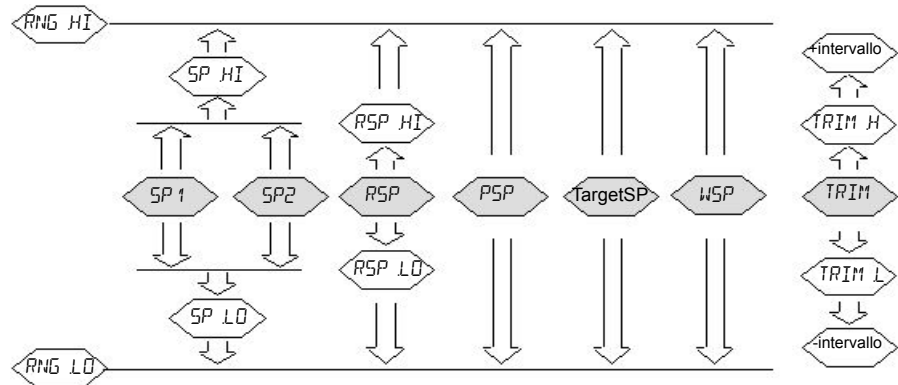 RNG.HI
SP.HI
+intervallo
RSP.HI
TRIM.H
SP1
SP2
RSP
PSP
TargetSP
WSP
TRIM
RSP.LO
TRIM.L
SP.LO
-intervallo
RNG.LO